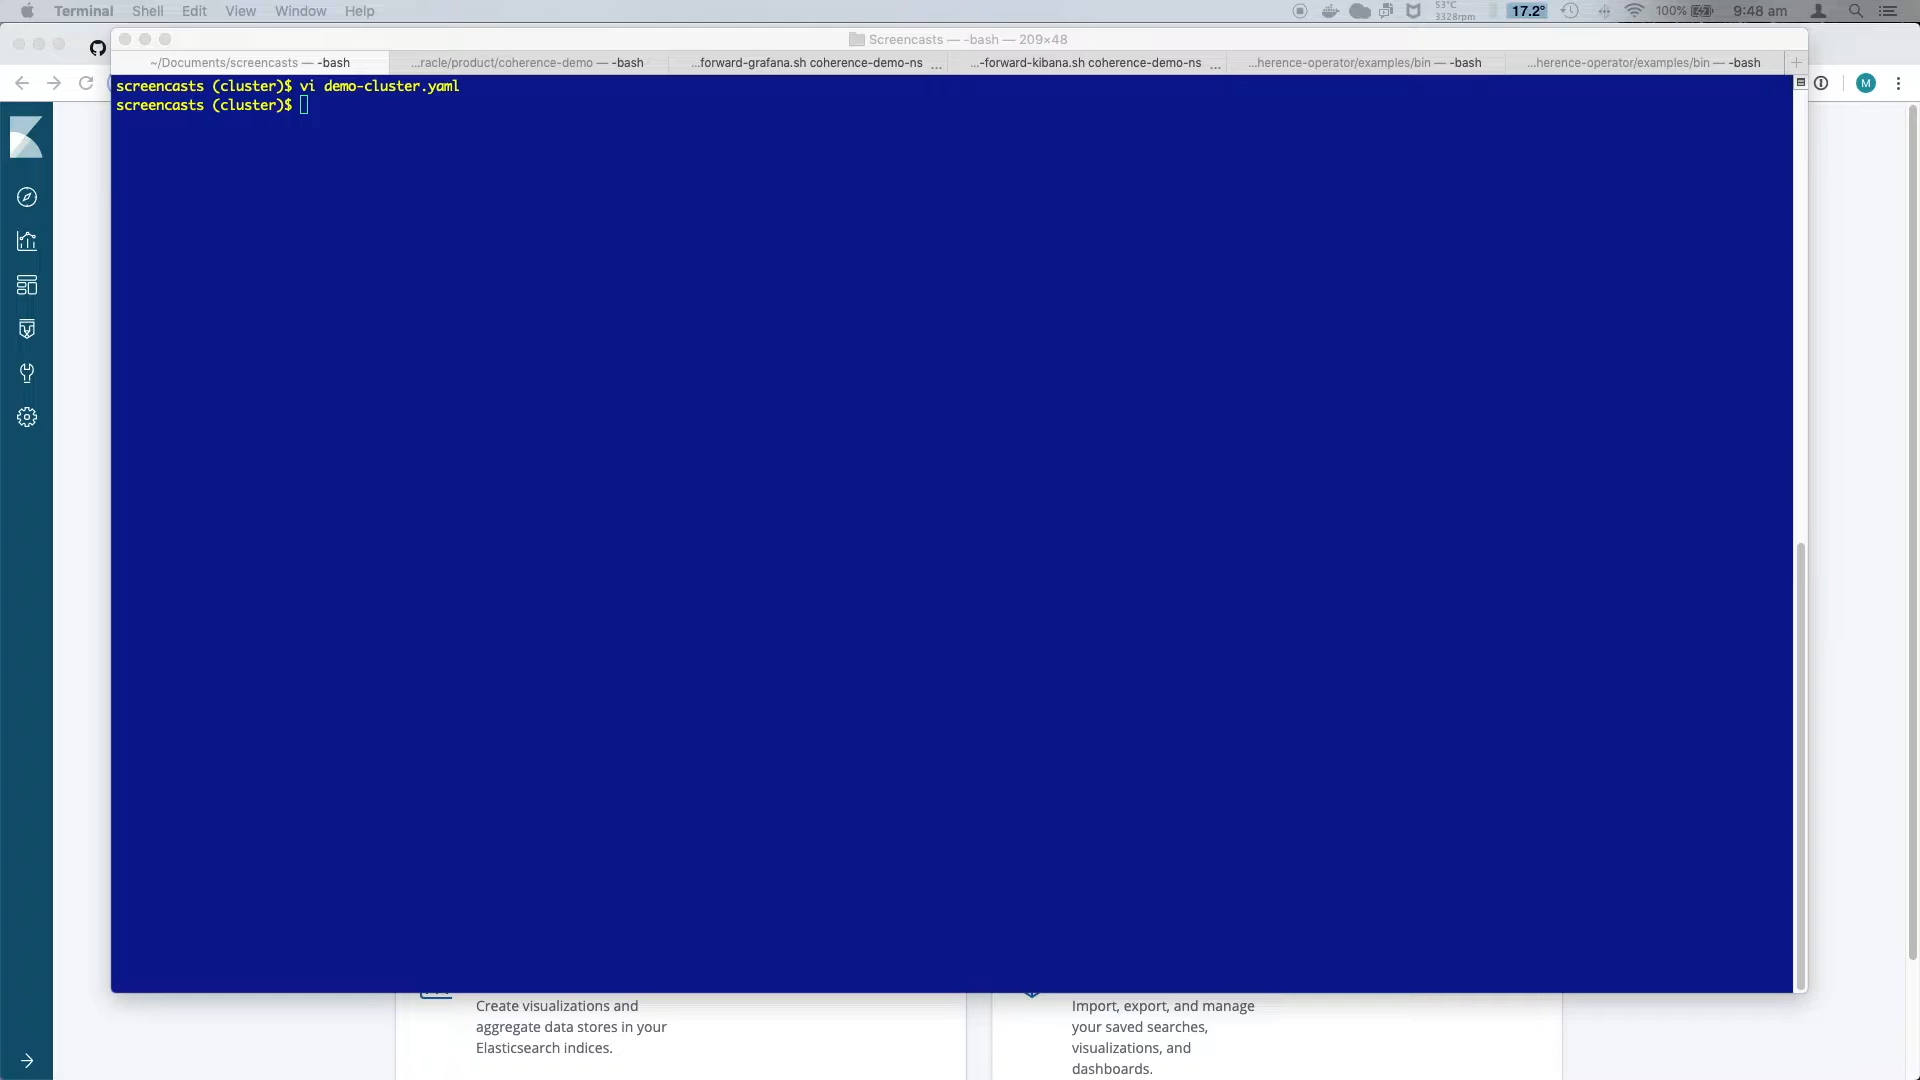 Terminal Shell Edit View Window Help 53°C 3328rpm 17.2° 100% 9:48 am
Screencasts — -bash — 209×48
~/Documents/screencasts — -bash ...racle/product/coherence-demo — -bash ...forward-grafana.sh coherence-demo-ns ... ...-forward-kibana.sh coherence-demo-ns ... ...herence-operator/examples/bin — -bash ...herence-operator/examples/bin — -bash
M
screencasts (cluster)$ vi demo-cluster.yaml
screencasts (cluster)$
Create visualizations and
aggregate data stores in your
Elasticsearch indices.
Import, export, and manage
your saved searches,
visualizations, and
dashboards.